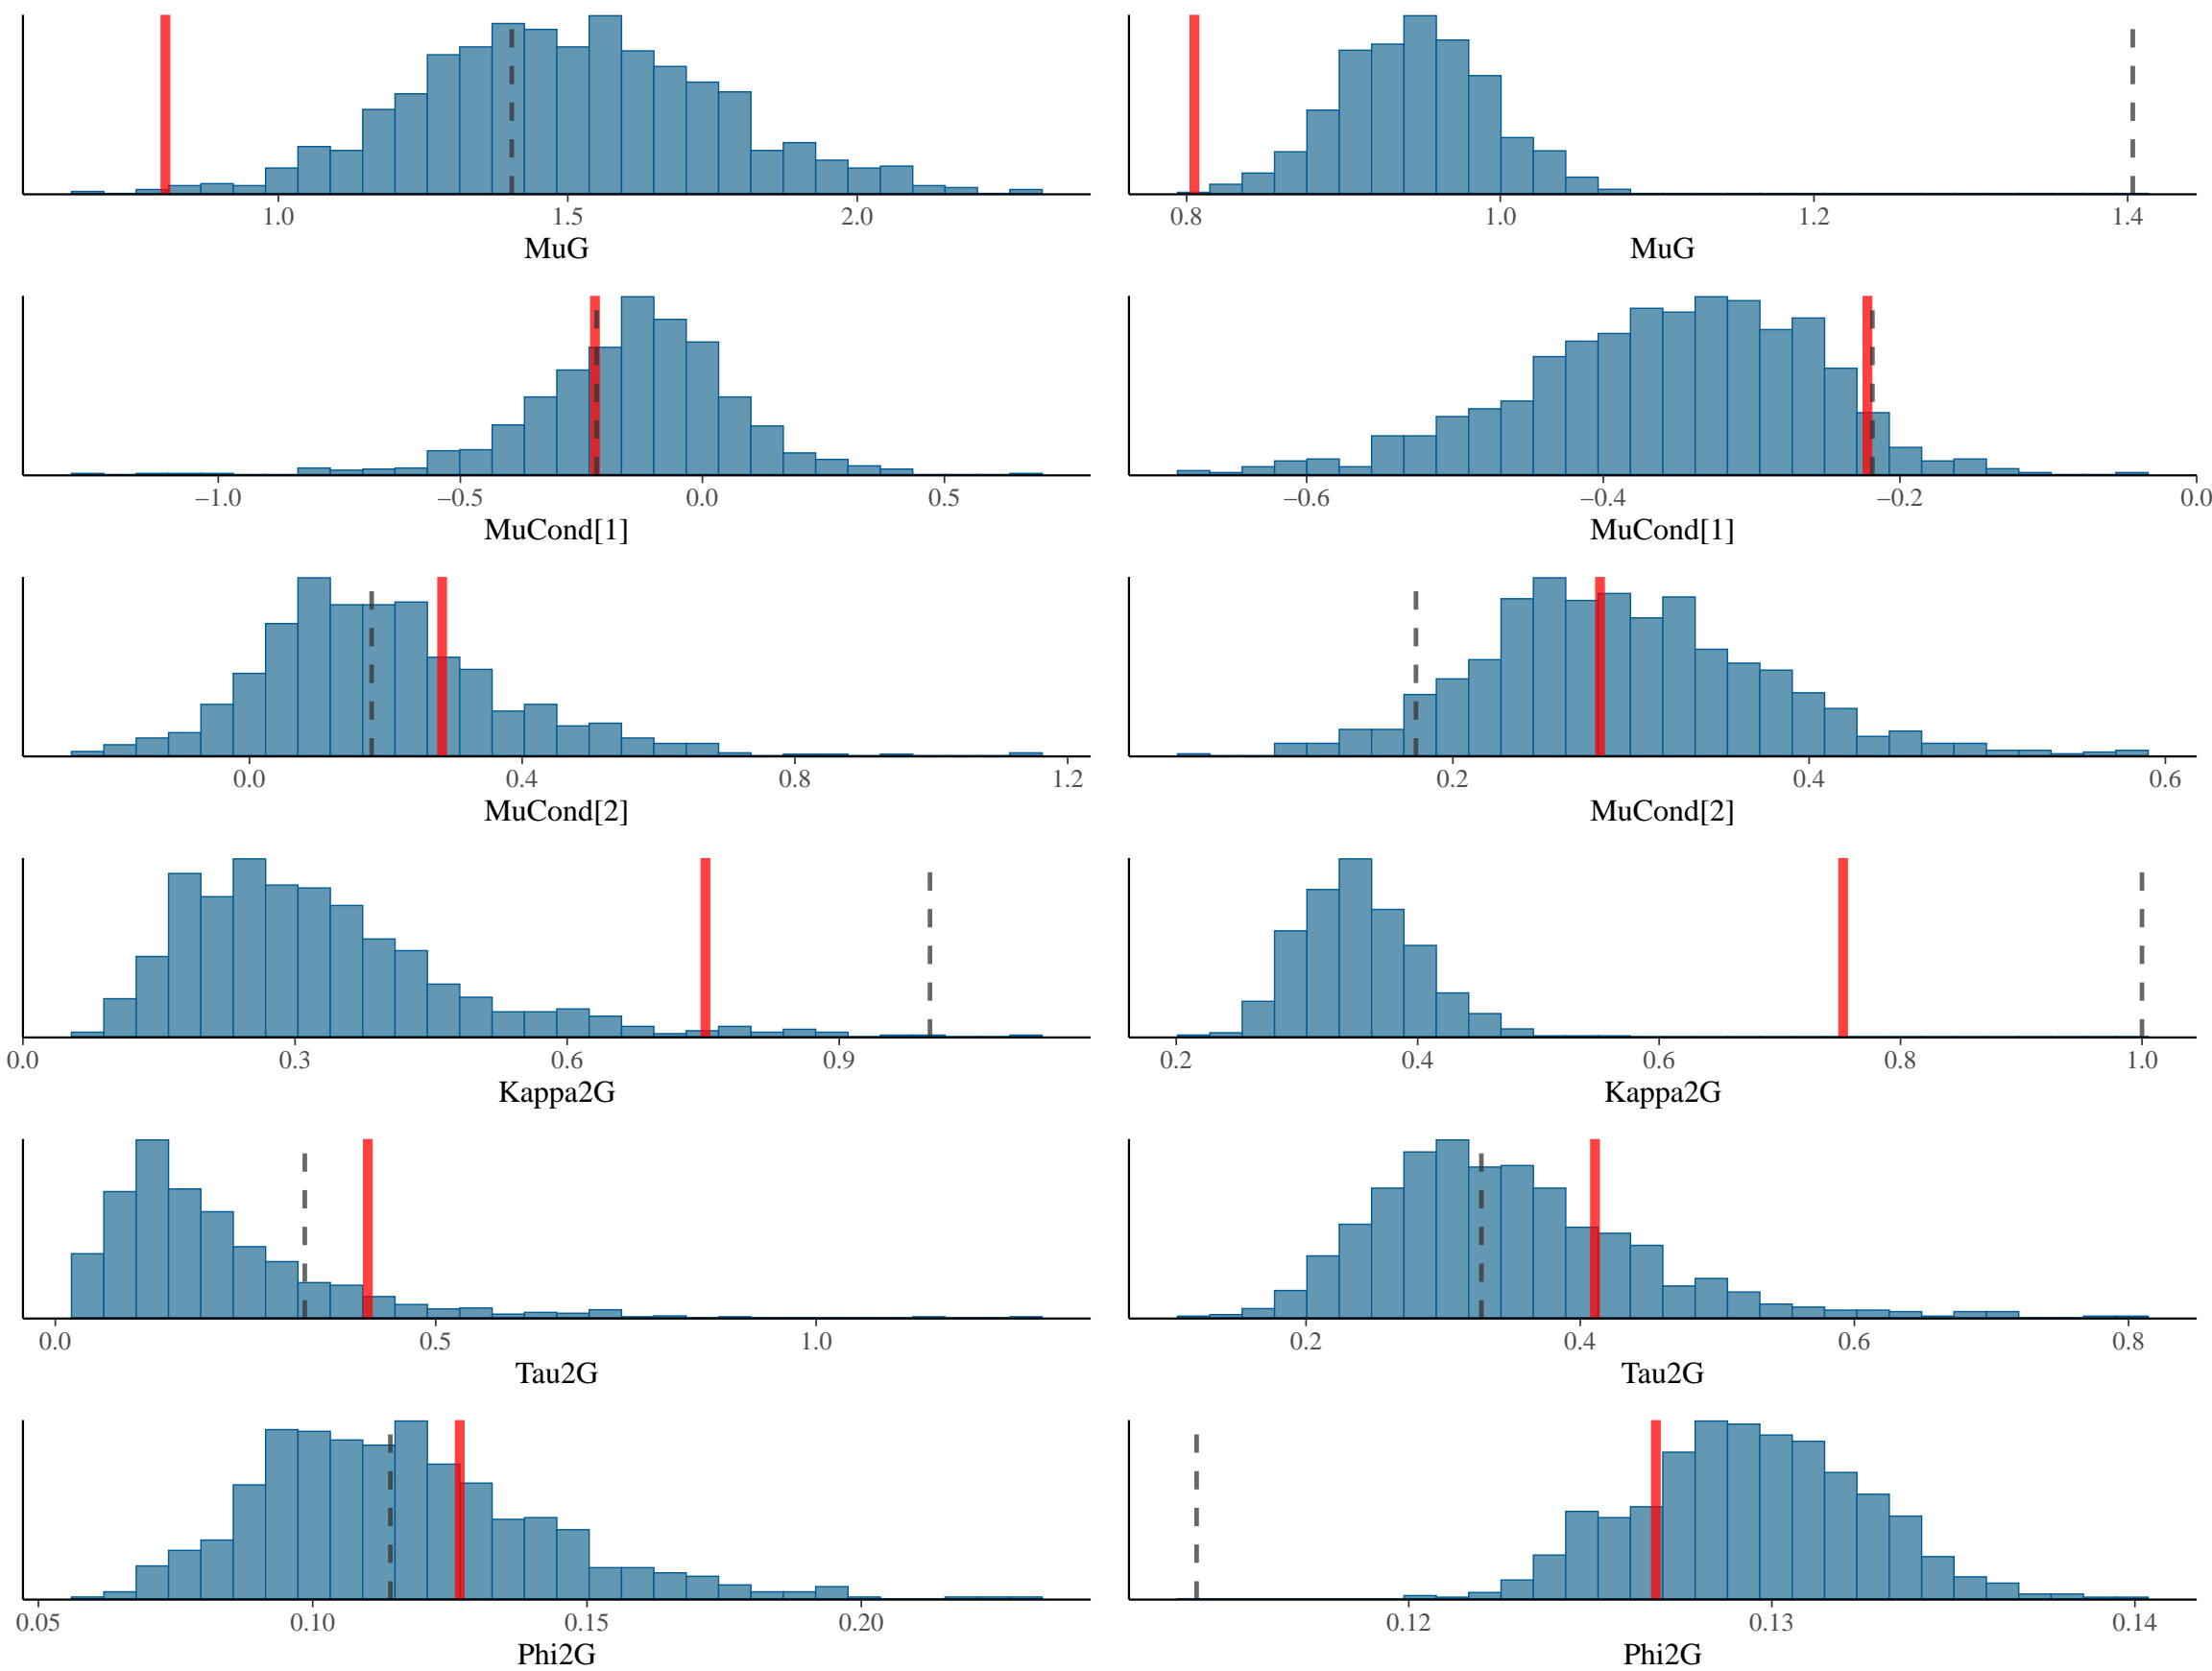 1.0 1.5 2.0
MuG
0.8 1.0 1.2 1.4
MuG
−1.0 −0.5 0.0 0.5
MuCond[1]
−0.6 −0.4 −0.2 0.0
MuCond[1]
0.0 0.4 0.8 1.2
MuCond[2]
0.2 0.4 0.6
MuCond[2]
0.0 0.3 0.6 0.9
Kappa2G
0.2 0.4 0.6 0.8 1.0
Kappa2G
0.0 0.5 1.0
Tau2G
0.2 0.4 0.6 0.8
Tau2G
0.05 0.10 0.15 0.20
Phi2G
0.12 0.13 0.14
Phi2G